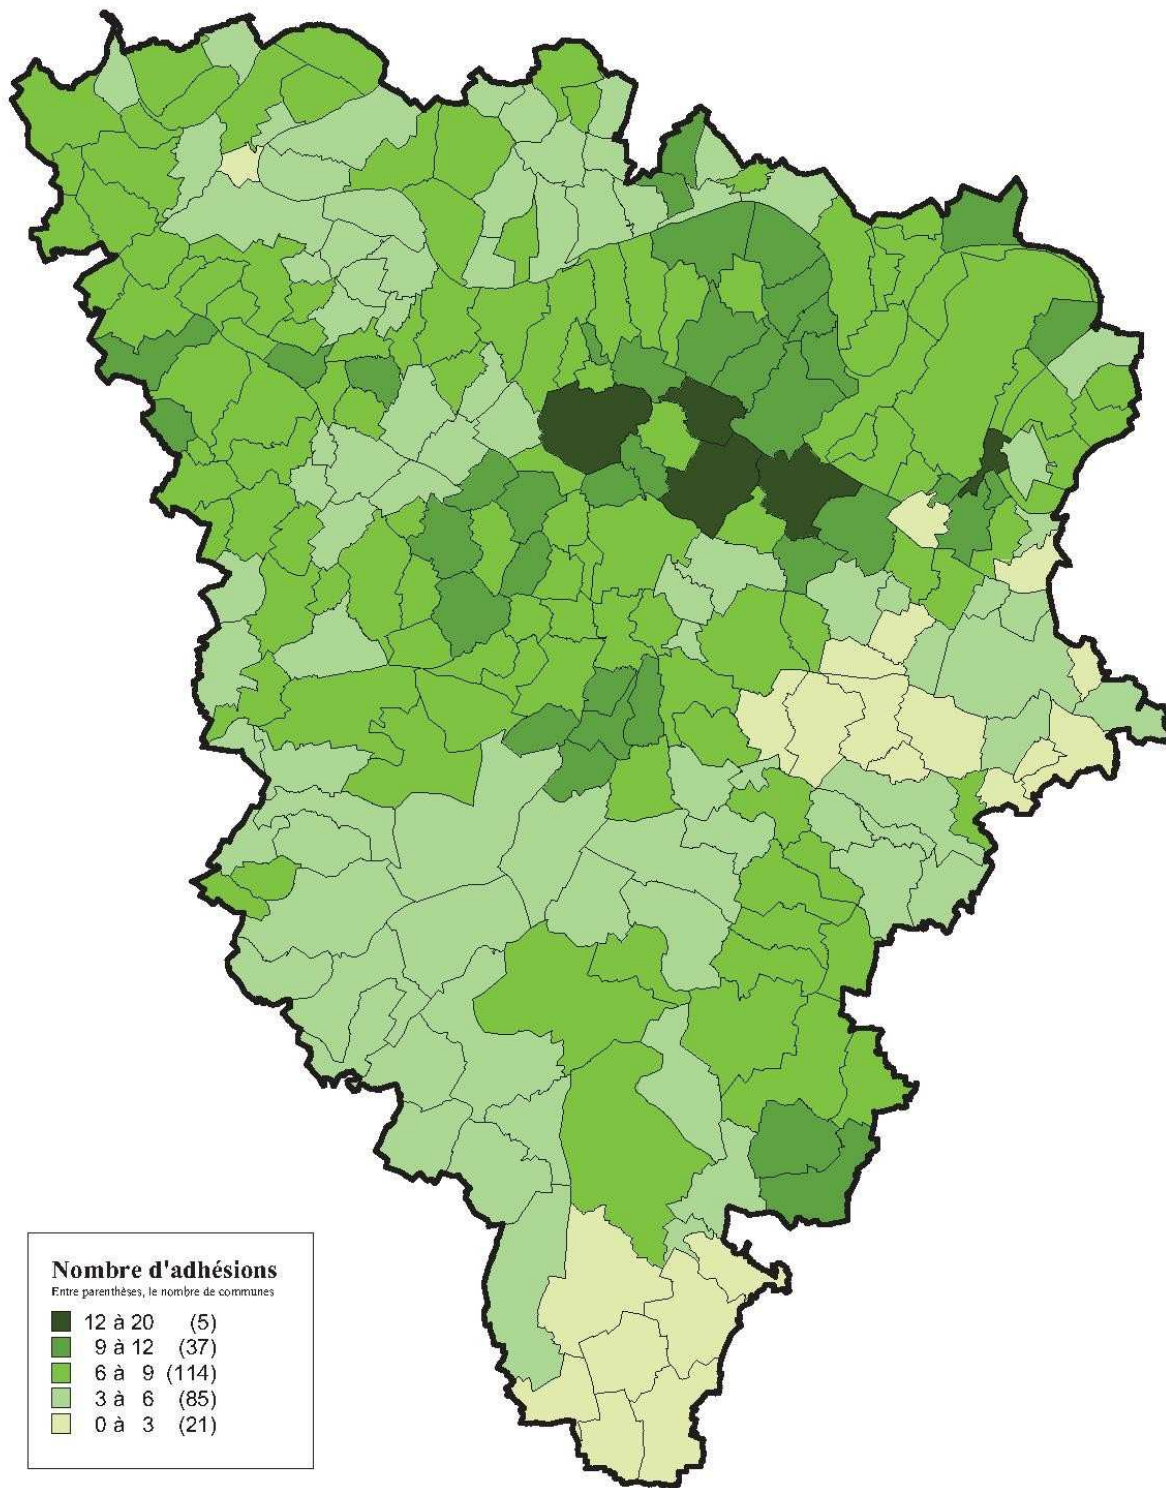 Nombre d'adhésions
Entre parenthèses, le nombre de communes
12 à 20 (5)
9 à 12 (37)
6 à 9 (114)
3 à 6 (85)
0 à 3 (21)